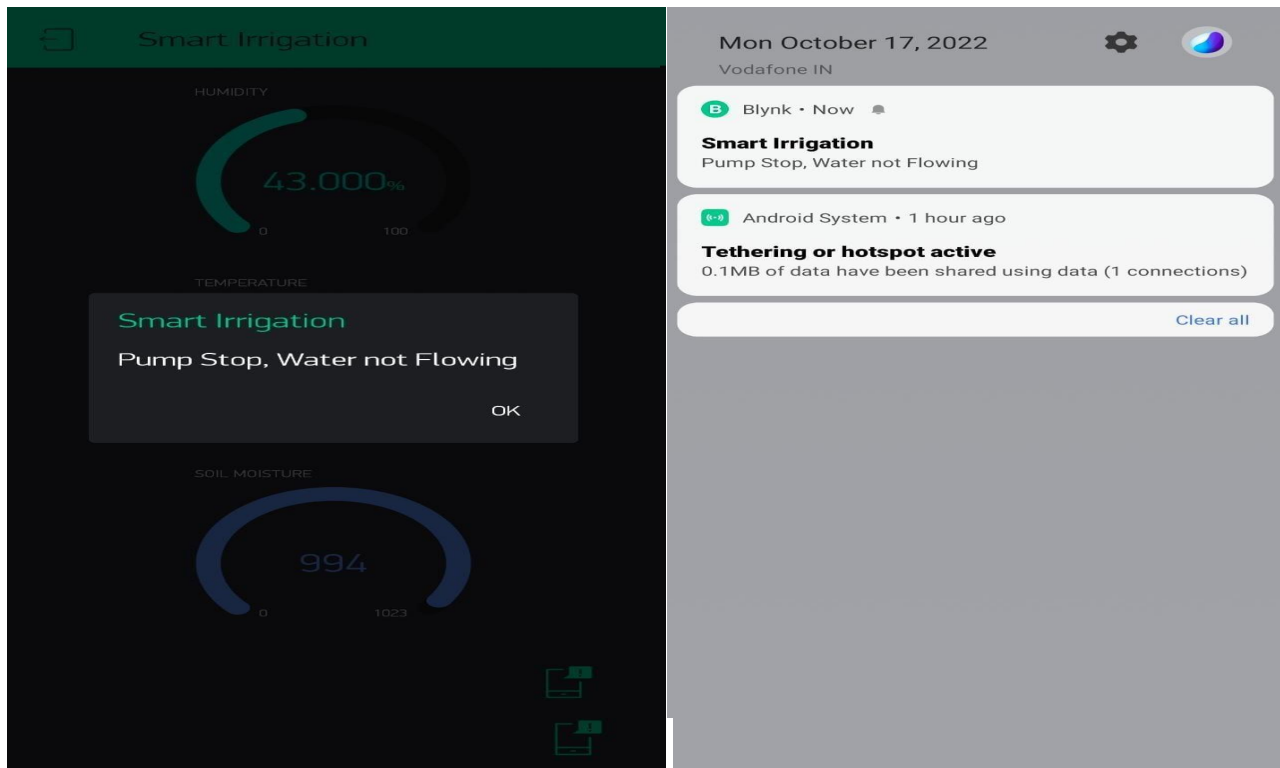 Smart Irrigation
HUMIDITY
43.000%
0 100
TEMPERATURE
Smart Irrigation
Pump Stop, Water not Flowing
OK
SOIL MOISTURE
994
0 1023
Mon October 17, 2022
Vodafone IN
B Blynk • Now
Smart Irrigation
Pump Stop, Water not Flowing
Android System • 1 hour ago
Tethering or hotspot active
0.1MB of data have been shared using data (1 connections)
Clear all